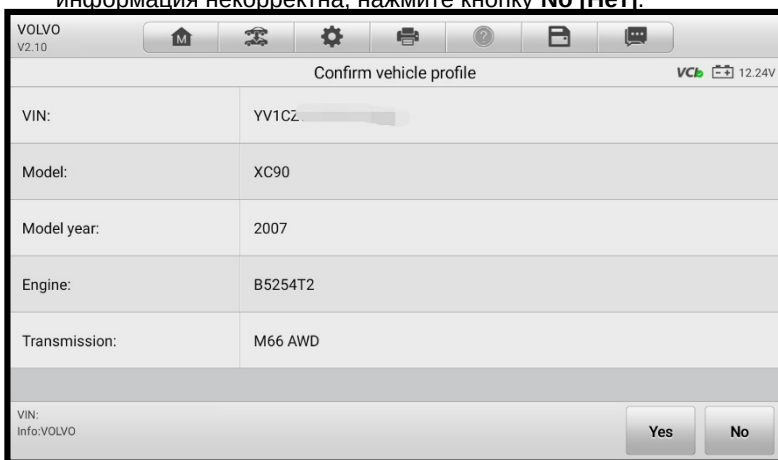 информация некорректна, нажмите кнопку No [Нет].
VOLVO
V2.10
M
Confirm vehicle profile
VCI 12.24V
VIN: YV1CZ
Model: XC90
Model year: 2007
Engine: B5254T2
Transmission: M66 AWD
VIN:
Info:VOLVO
Yes No